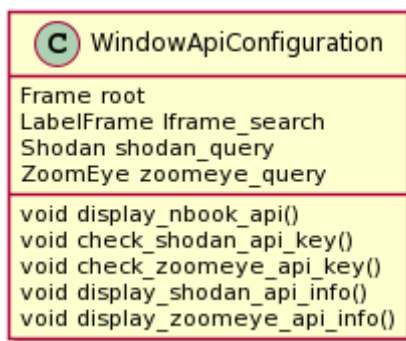 C WindowApiConfiguration
Frame root
LabelFrame lframe_search
Shodan shodan_query
ZoomEye zoomeye_query
void display_nbook_api()
void check_shodan_api_key()
void check_zoomeye_api_key()
void display_shodan_api_info()
void display_zoomeye_api_info()